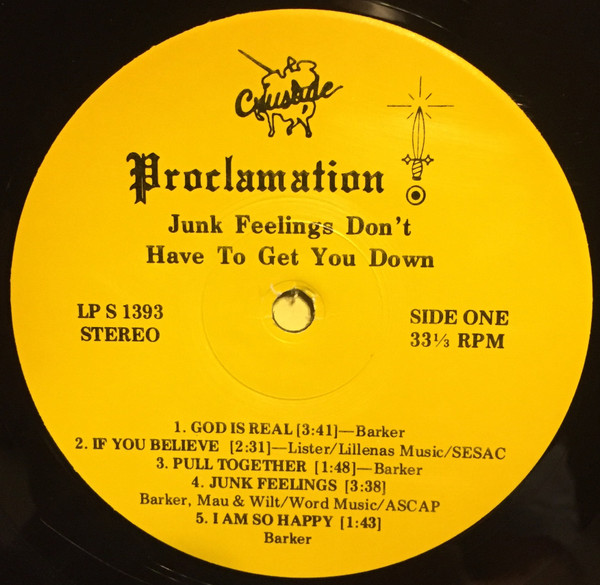 Crusade
Proclamation!
Junk Feelings Don't
Have To Get You Down
LP S 1393
STEREO
SIDE ONE
33⅓ RPM
1. GOD IS REAL [3:41]—Barker
2. IF YOU BELIEVE [2:31]—Lister/Lillenas Music/SESAC
3. PULL TOGETHER [1:48]—Barker
4. JUNK FEELINGS [3:38]
Barker, Mau & Wilt/Word Music/ASCAP
5. I AM SO HAPPY [1:43]
Barker